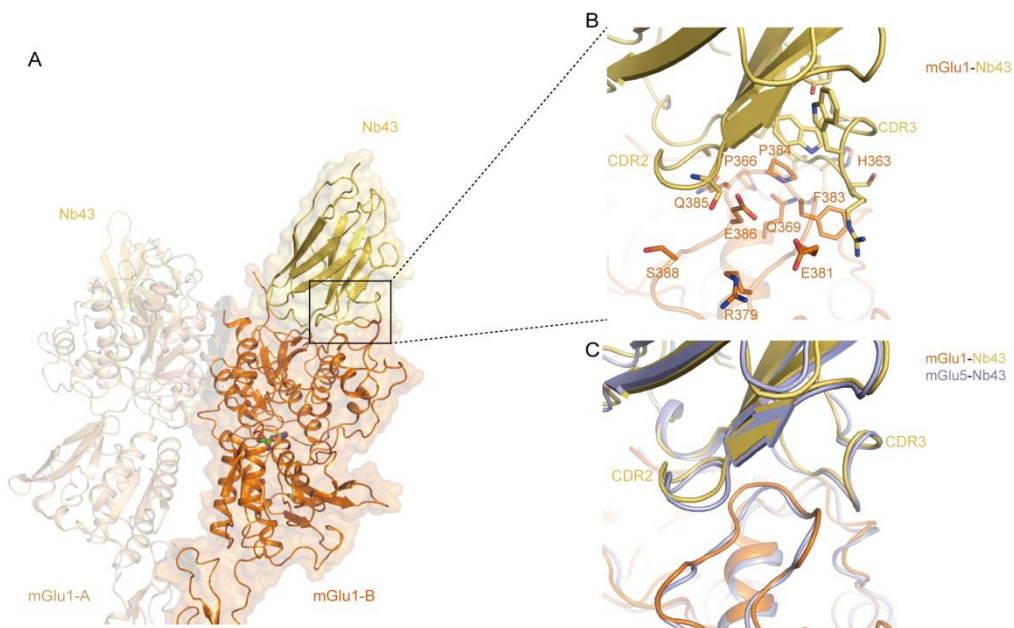 A
Nb43
Nb43
mGlu1-A
mGlu1-B
B
mGlu1-Nb43
CDR3
CDR2
P384
P366
H363
Q385
F383
E386
Q369
S388
E381
R379
C
mGlu1-Nb43
mGlu5-Nb43
CDR3
CDR2